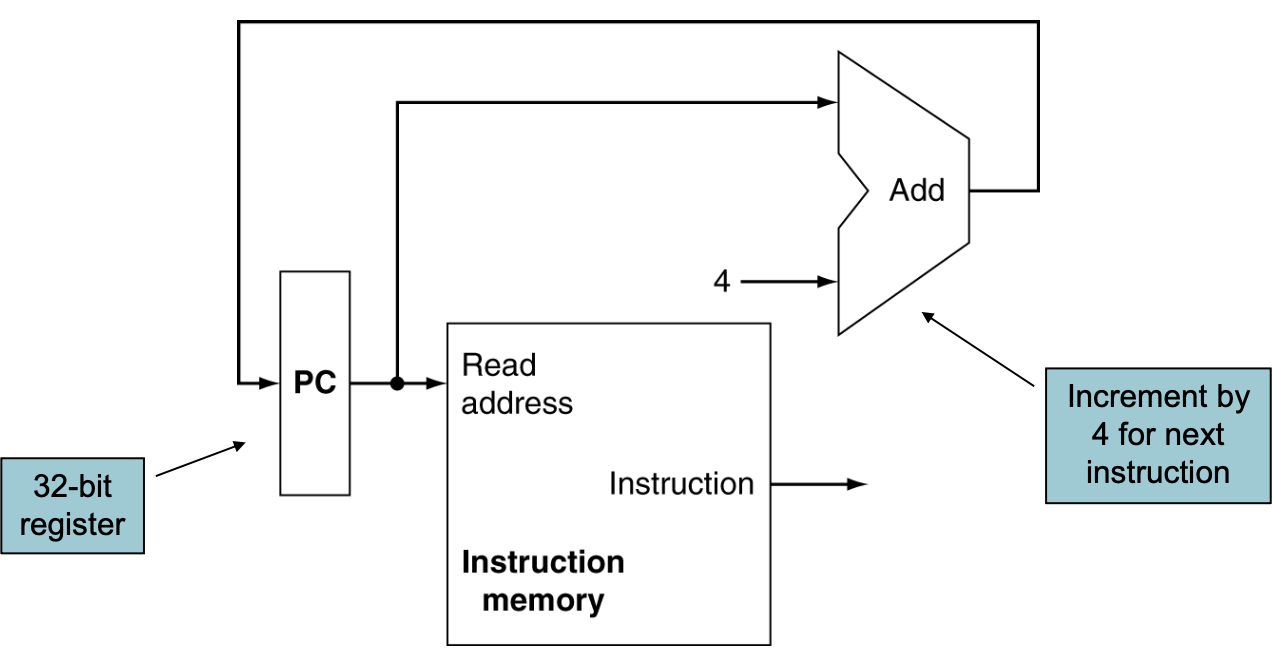 Add
4
PC
Read
address
Instruction
Instruction
memory
32-bit
register
Increment by
4 for next
instruction